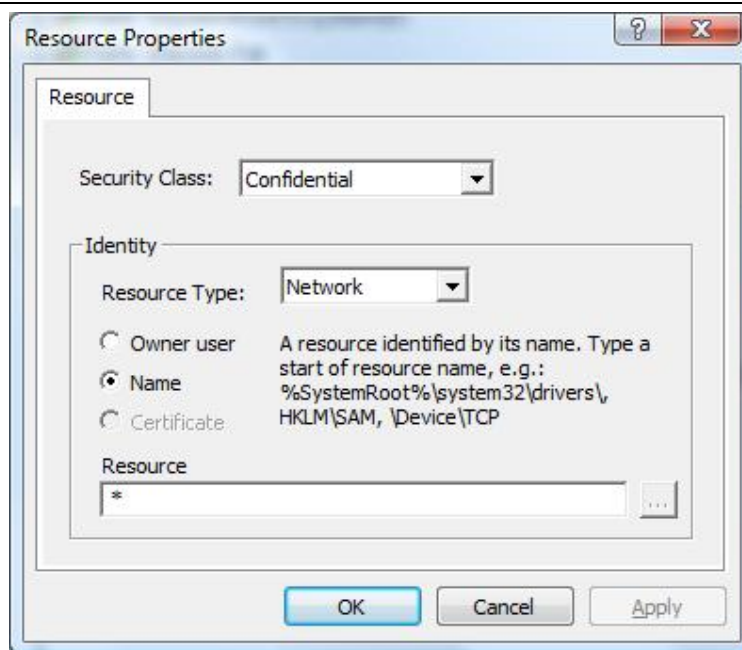 Resource Properties
?
Resource
Security Class: Confidential
Identity
Resource Type: Network
Owner user
Name
Certificate
A resource identified by its name. Type a
start of resource name, e.g.:
%SystemRoot%\system32\drivers\,
HKLM\SAM, \Device\TCP
Resource
*
...
OK Cancel Apply